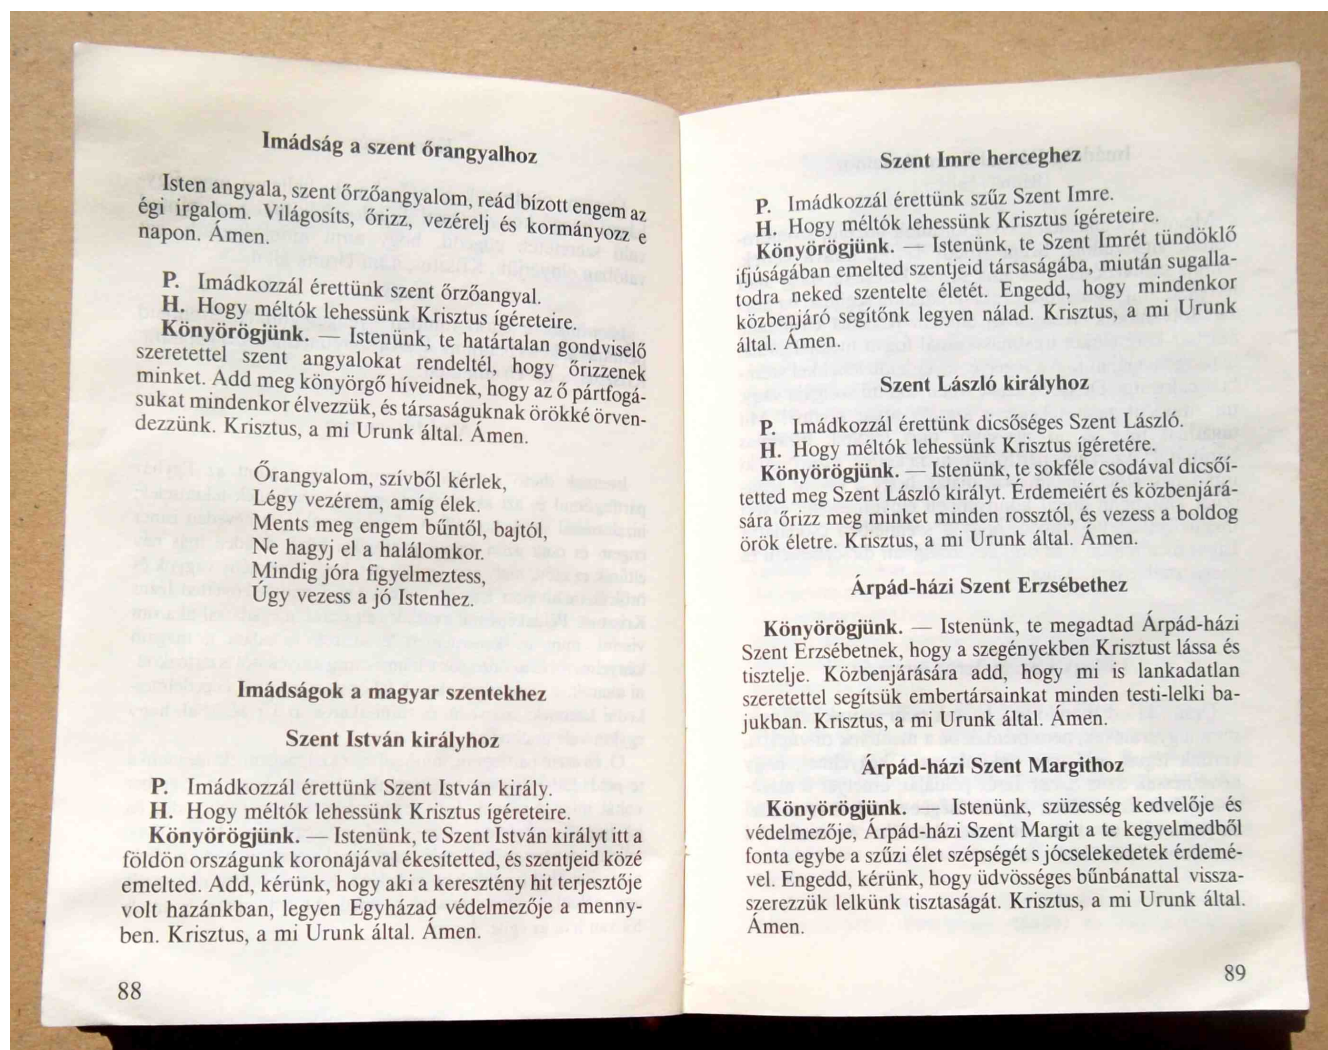 Imádság a szent őrangyalhoz
Isten angyala, szent őrzőangyalom, reád bízott engem az
égi irgalom. Világosíts, őrizz, vezérelj és kormányozz e
napon. Ámen.
P. Imádkozzál érettünk szent őrzőangyal.
H. Hogy méltók lehessünk Krisztus ígéreteire.
Könyörögjünk. — Istenünk, te határtalan gondviselő
szeretettel szent angyalokat rendeltél, hogy őrizzenek
minket. Add meg könyörgő híveidnek, hogy az ő pártfogá-
sukat mindenkor élvezzük, és társaságuknak örökké örven-
dezzünk. Krisztus, a mi Urunk által. Ámen.
Őrangyalom, szívből kérlek,
Légy vezérem, amíg élek.
Ments meg engem bűntől, bajtól,
Ne hagyj el a halálomkor.
Mindig jóra figyelmeztess,
Úgy vezess a jó Istenhez.
Imádságok a magyar szentekhez
Szent István királyhoz
P. Imádkozzál érettünk Szent István király.
H. Hogy méltók lehessünk Krisztus ígéreteire.
Könyörögjünk. — Istenünk, te Szent István királyt itt a
földön országunk koronájával ékesítetted, és szentjeid közé
emelted. Add, kérünk, hogy aki a keresztény hit terjesztője
volt hazánkban, legyen Egyházad védelmezője a menny-
ben. Krisztus, a mi Urunk által. Ámen.
88
Szent Imre herceghez
P. Imádkozzál érettünk szűz Szent Imre.
H. Hogy méltók lehessünk Krisztus ígéreteire.
Könyörögjünk. — Istenünk, te Szent Imrét tündöklő
ifjúságában emelted szentjeid társaságába, miután sugalla-
todra neked szentelte életét. Engedd, hogy mindenkor
közbenjáró segítőnk legyen nálad. Krisztus, a mi Urunk
által. Ámen.
Szent László királyhoz
P. Imádkozzál érettünk dicsőséges Szent László.
H. Hogy méltók lehessünk Krisztus ígéretére.
Könyörögjünk. — Istenünk, te sokféle csodával dicsőí-
tetted meg Szent László királyt. Érdemeiért és közbenjárá-
sára őrizz meg minket minden rossztól, és vezess a boldog
örök életre. Krisztus, a mi Urunk által. Ámen.
Árpád-házi Szent Erzsébethez
Könyörögjünk. — Istenünk, te megadtad Árpád-házi
Szent Erzsébetnek, hogy a szegényekben Krisztust lássa és
tisztelje. Közbenjárására add, hogy mi is lankadatlan
szeretettel segítsük embertársainkat minden testi-lelki ba-
jukban. Krisztus, a mi Urunk által. Ámen.
Árpád-házi Szent Margithoz
Könyörögjünk. — Istenünk, szüzesség kedvelője és
védelmezője, Árpád-házi Szent Margit a te kegyelmedből
fonta egybe a szűzi élet szépségét s jócselekedetek érdemé-
vel. Engedd, kérünk, hogy üdvösséges bűnbánattal vissza-
szerezzük lelkünk tisztaságát. Krisztus, a mi Urunk által.
Ámen.
89